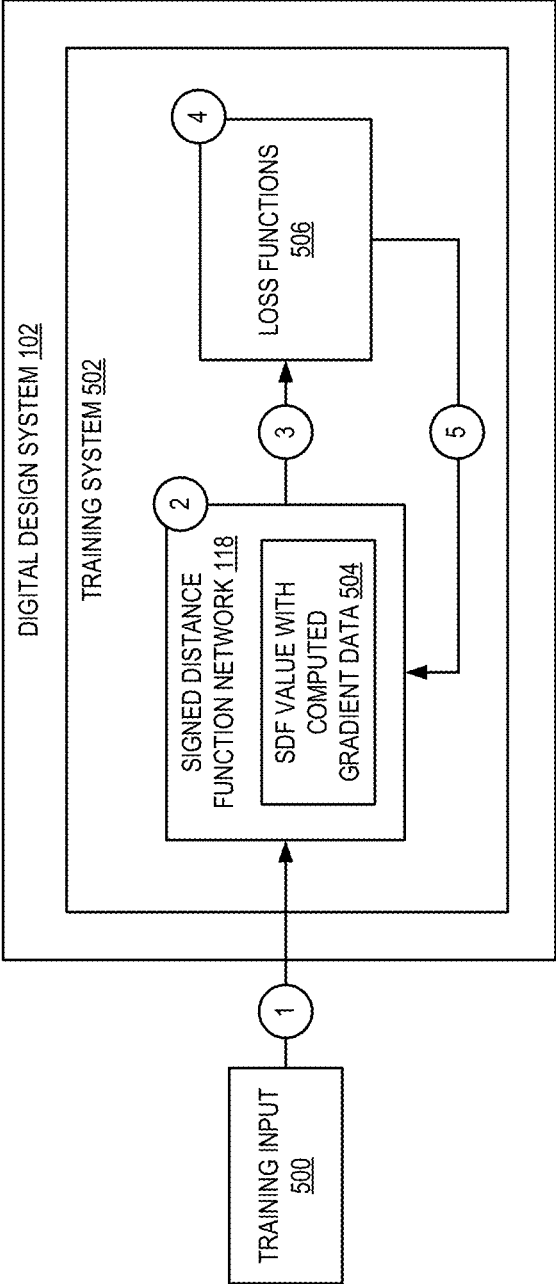 DIGITAL DESIGN SYSTEM 102
TRAINING SYSTEM 502
TRAINING INPUT
500
1
2
SIGNED DISTANCE
FUNCTION NETWORK 118
SDF VALUE WITH
COMPUTED
GRADIENT DATA 504
3
4
LOSS FUNCTIONS
506
5